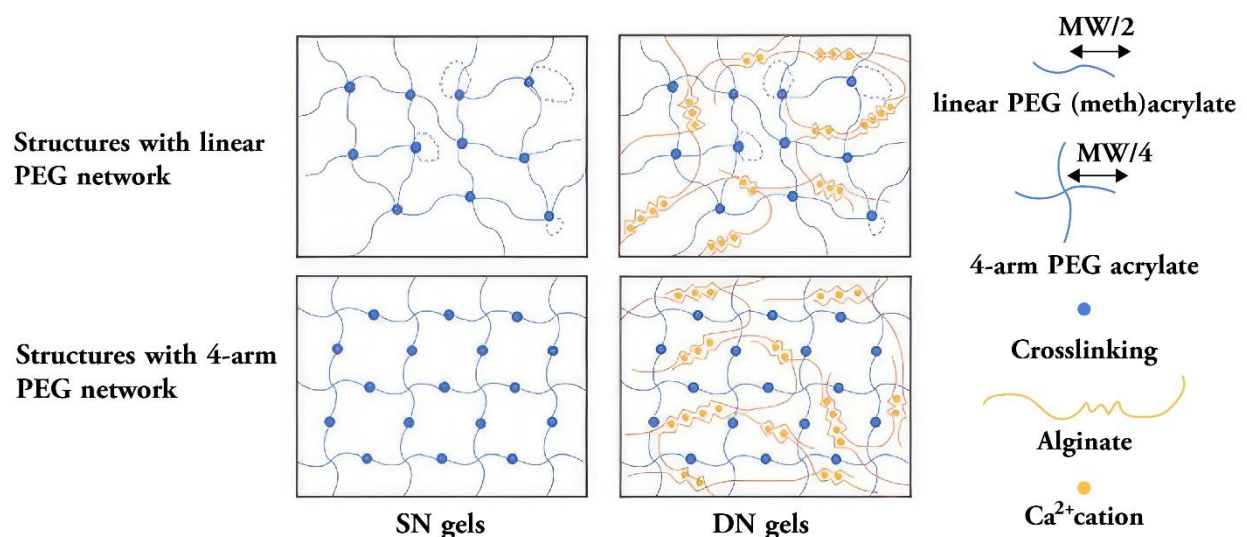 Structures with linear
PEG network
Structures with 4-arm
PEG network
SN gels
DN gels
MW/2
linear PEG (meth)acrylate
MW/4
4-arm PEG acrylate
Crosslinking
Alginate
Ca²⁺cation